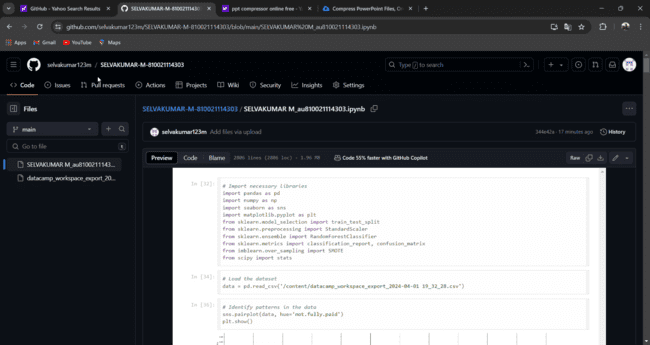 GitHub - Yahoo Search Results
SELVAKUMAR-M-810021114303
ppt compressor online free -
Compress PowerPoint Files,
github.com/selvakumar123m/SELVAKUMAR-M-810021114303/blob/main/SELVAKUMAR%20M_au810021114303.ipynb
Apps
Gmail
YouTube
Maps
selvakumar123m / SELVAKUMAR-M-810021114303
Type / to search
Code
Issues
Pull requests
Actions
Projects
Wiki
Security
Insights
Settings
Files
main
Go to file
t
SELVAKUMAR M_au8100211143...
datacamp_workspace_export_20...
SELVAKUMAR-M-810021114303 / SELVAKUMAR M_au810021114303.ipynb
selvakumar123m Add files via upload
344e42a · 17 minutes ago
History
Preview
Code
Blame
Code 55% faster with GitHub Copilot
Raw
In [32]:
# Import necessary libraries
import pandas as pd
import numpy as np
import seaborn as sns
import matplotlib.pyplot as plt
from sklearn.model_selection import train_test_split
from sklearn.preprocessing import StandardScaler
from sklearn.ensemble import RandomForestClassifier
from sklearn.metrics import classification_report, confusion_matrix
from imblearn.over_sampling import SMOTE
from scipy import stats
In [34]:
# Load the dataset
data = pd.read_csv('/content/datacamp_workspace_export_2024-04-01 19_32_28.csv')
In [36]:
# Identify patterns in the data
sns.pairplot(data, hue='not.fully.paid')
plt.show()